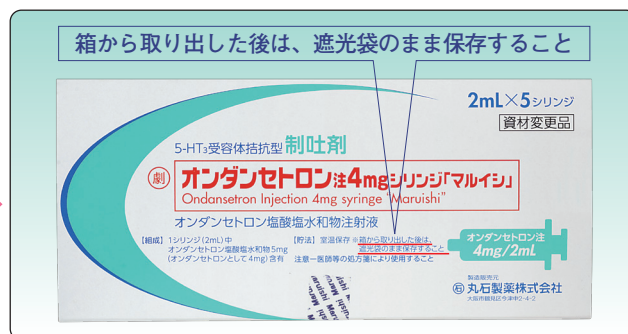 箱から取り出した後は、遮光袋のまま保存すること
2mL×5シリンジ
資材変更品
5-HT₃受容体拮抗型 制吐剤
劇 オンダンセトロン注4mgシリンジ「マルイシ」
Ondansetron Injection 4mg syringe "Maruishi"
オンダンセトロン塩酸塩水和物注射液
【組成】1シリンジ(2mL)中
オンダンセトロン塩酸塩水和物5mg
(オンダンセトロンとして4mg)含有
【貯法】室温保存 ※箱から取り出した後は、
遮光袋のまま保存すること
注意―医師等の処方箋により使用すること
オンダンセトロン注
4mg/2mL
製造販売元
石 丸石製薬株式会社
大阪市鶴見区今津中2-4-2
Maruishi